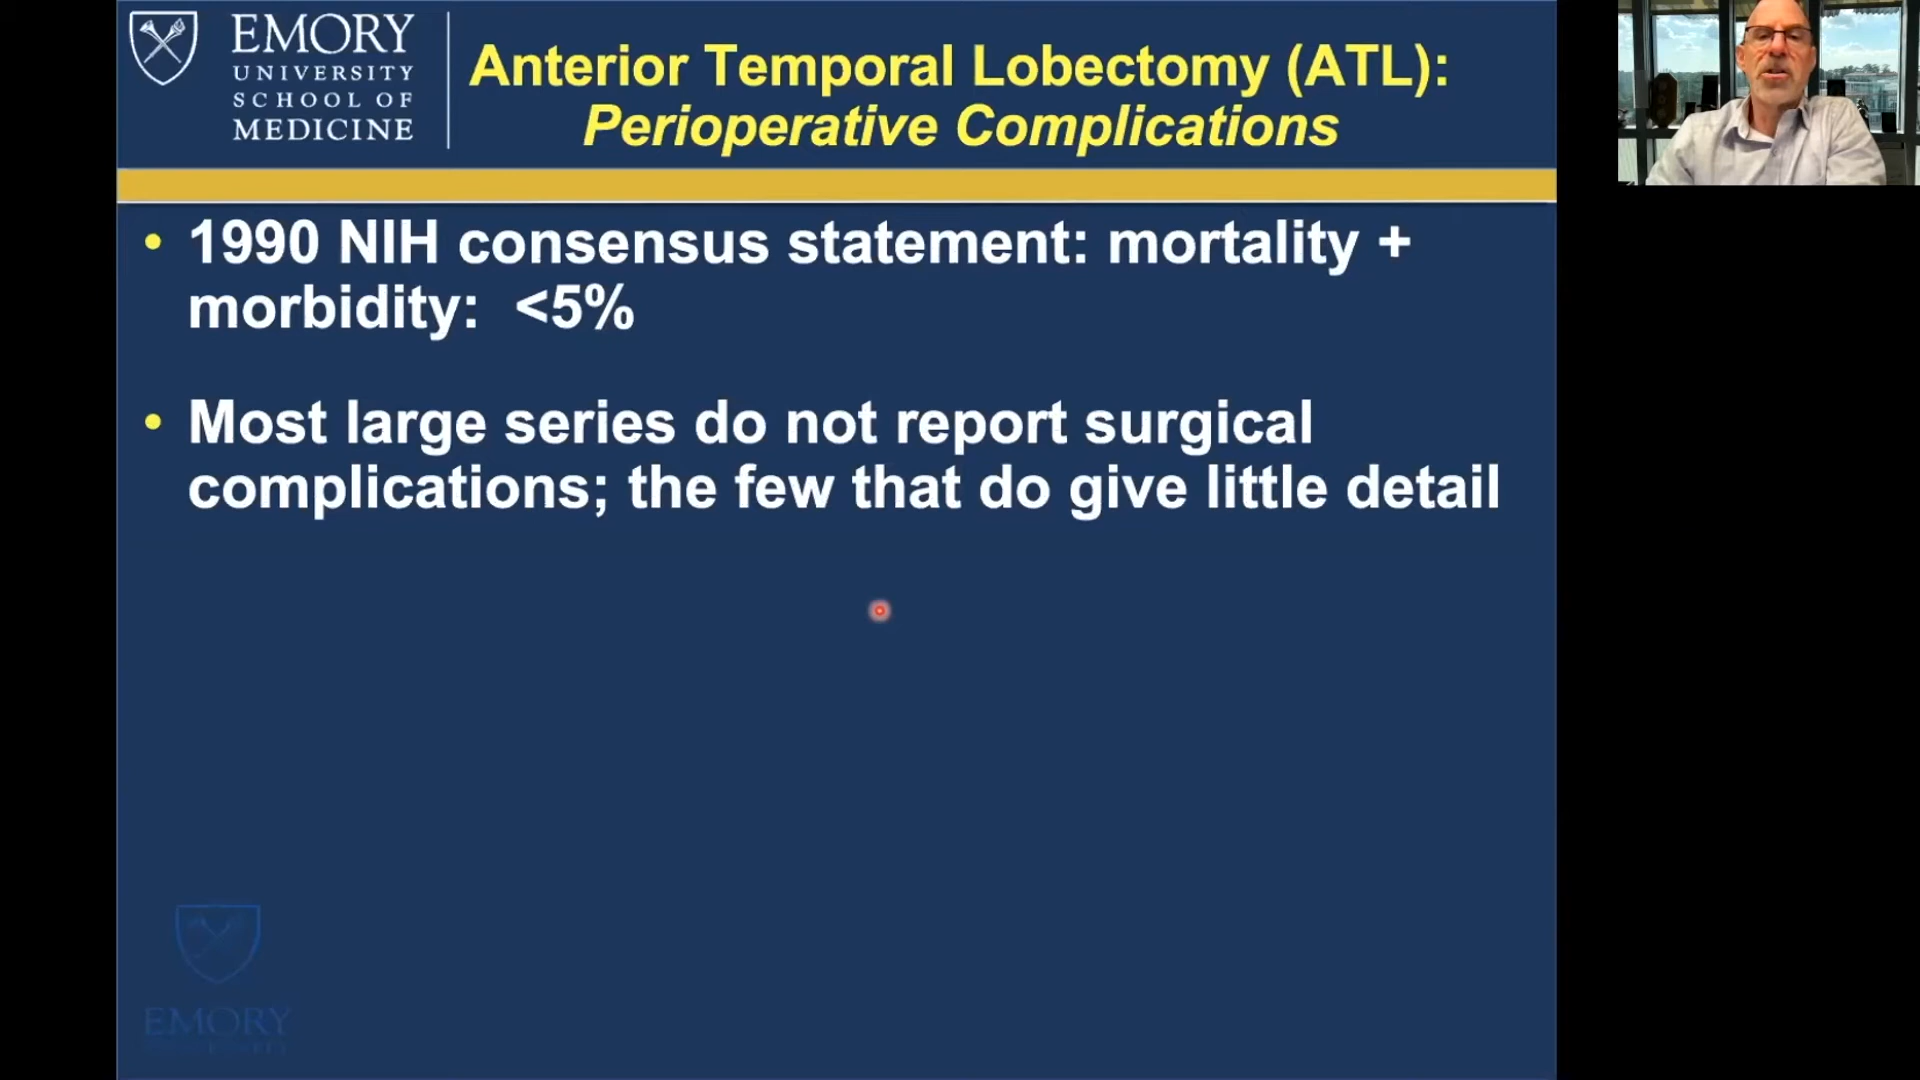 EMORY
UNIVERSITY
SCHOOL OF
MEDICINE
Anterior Temporal Lobectomy (ATL):
Perioperative Complications
• 1990 NIH consensus statement: mortality +
morbidity: <5%
• Most large series do not report surgical
complications; the few that do give little detail
EMORY